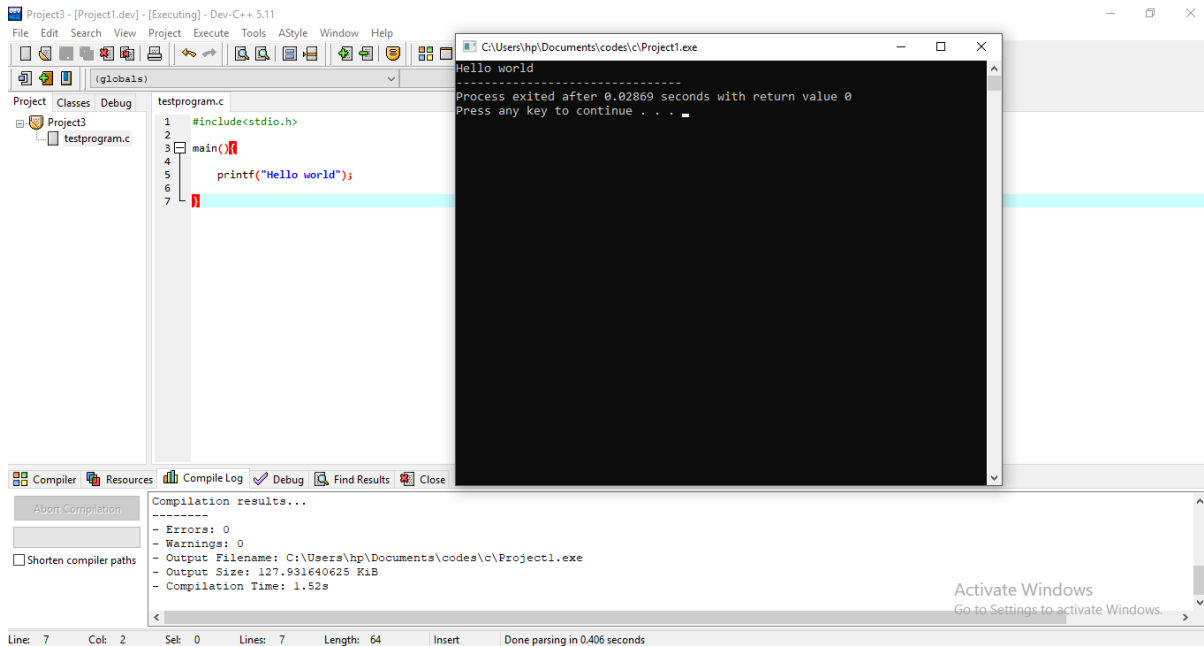 Project3 - [Project1.dev] - [Executing] - Dev-C++ 5.11
File Edit Search View Project Execute Tools AStyle Window Help
(globals)
Project Classes Debug
Project3
testprogram.c
testprogram.c
1 #include<stdio.h>
2
3 main(){
4
5 printf("Hello world");
6
7 }
C:\Users\hp\Documents\codes\c\Project1.exe
Hello world
--------------------------------
Process exited after 0.02869 seconds with return value 0
Press any key to continue . . .
Compiler Resources Compile Log Debug Find Results Close
Abort Compilation
Shorten compiler paths
Compilation results...
--------
- Errors: 0
- Warnings: 0
- Output Filename: C:\Users\hp\Documents\codes\c\Project1.exe
- Output Size: 127.931640625 KiB
- Compilation Time: 1.52s
Activate Windows
Go to Settings to activate Windows.
Line: 7 Col: 2 Sel: 0 Lines: 7 Length: 64 Insert Done parsing in 0.406 seconds